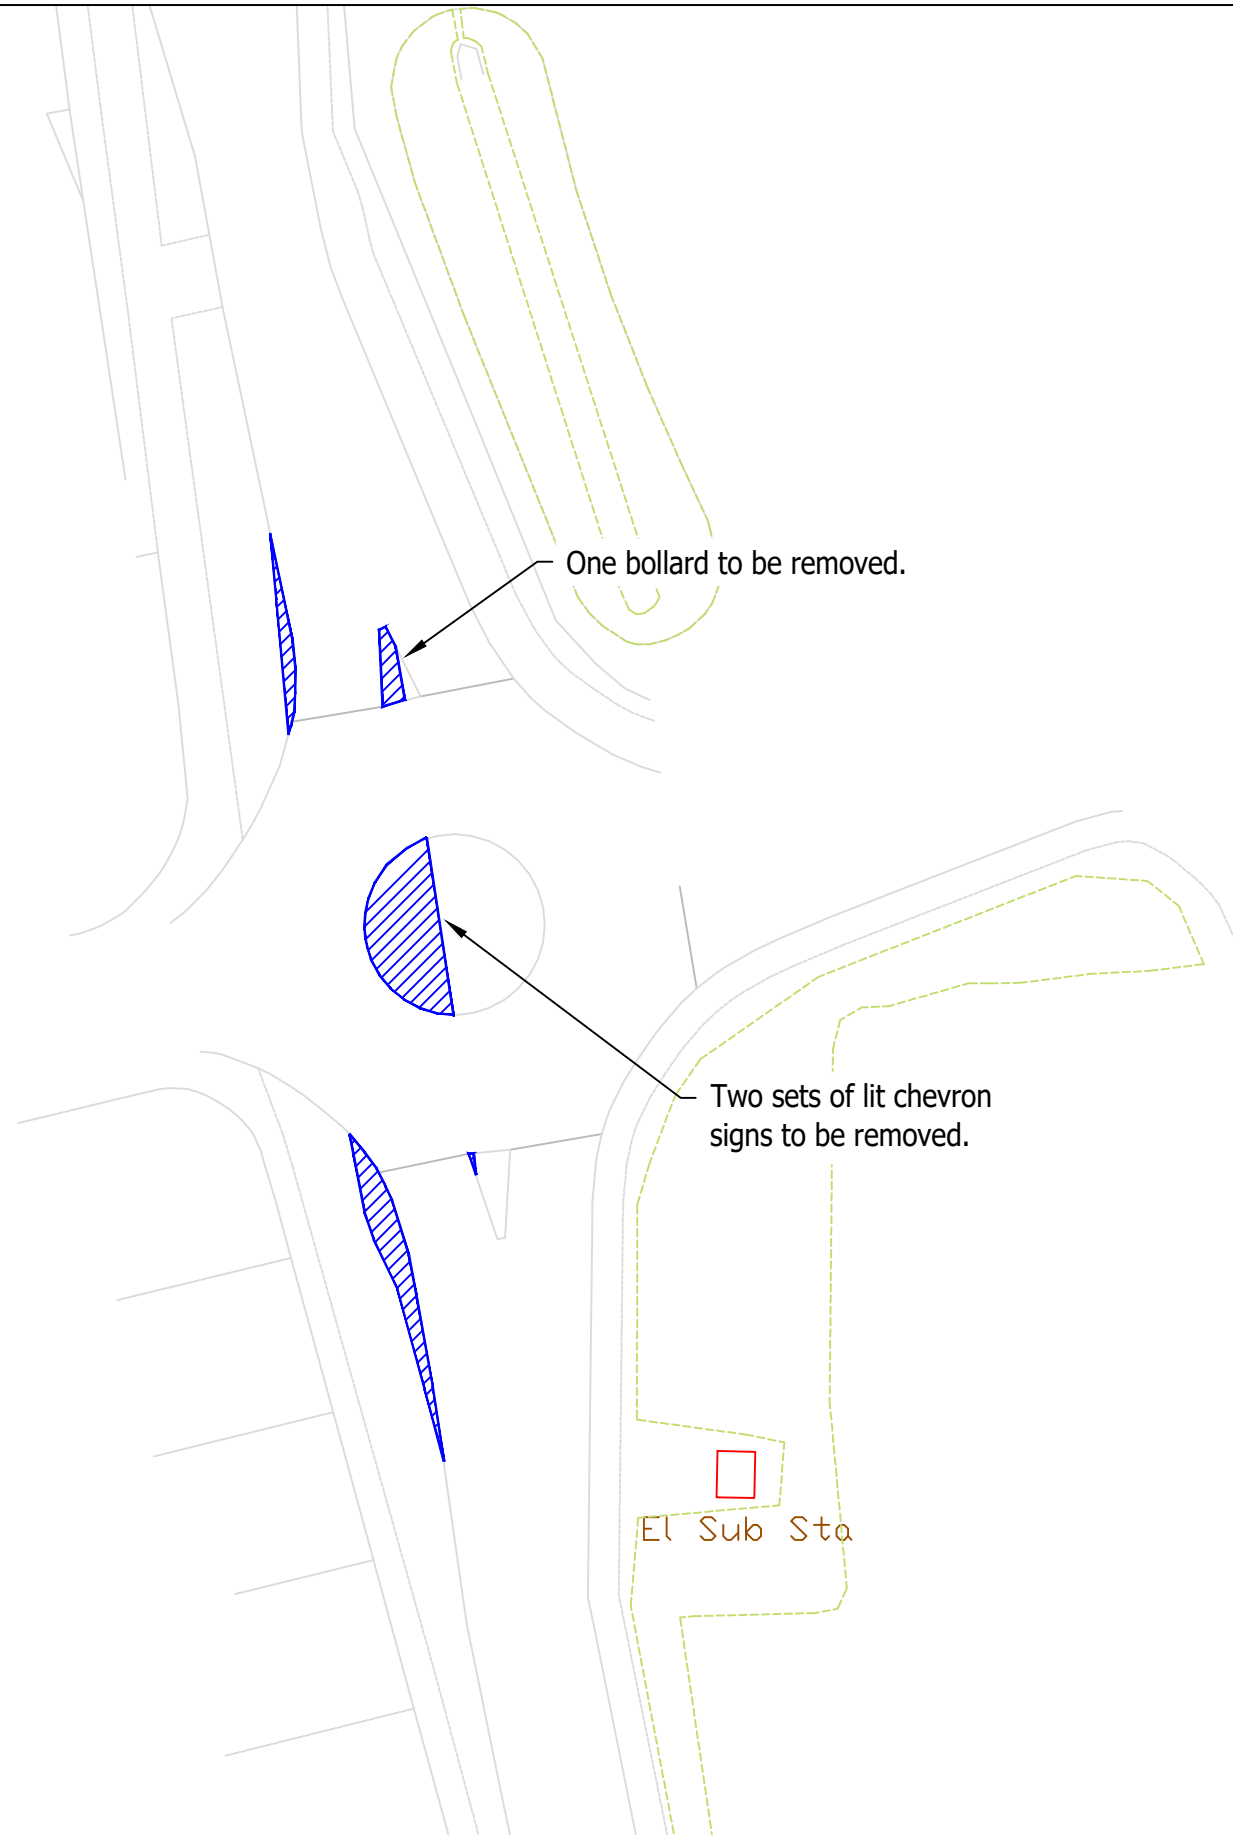 One bollard to be removed.
Two sets of lit chevron
signs to be removed.
El Sub Sta